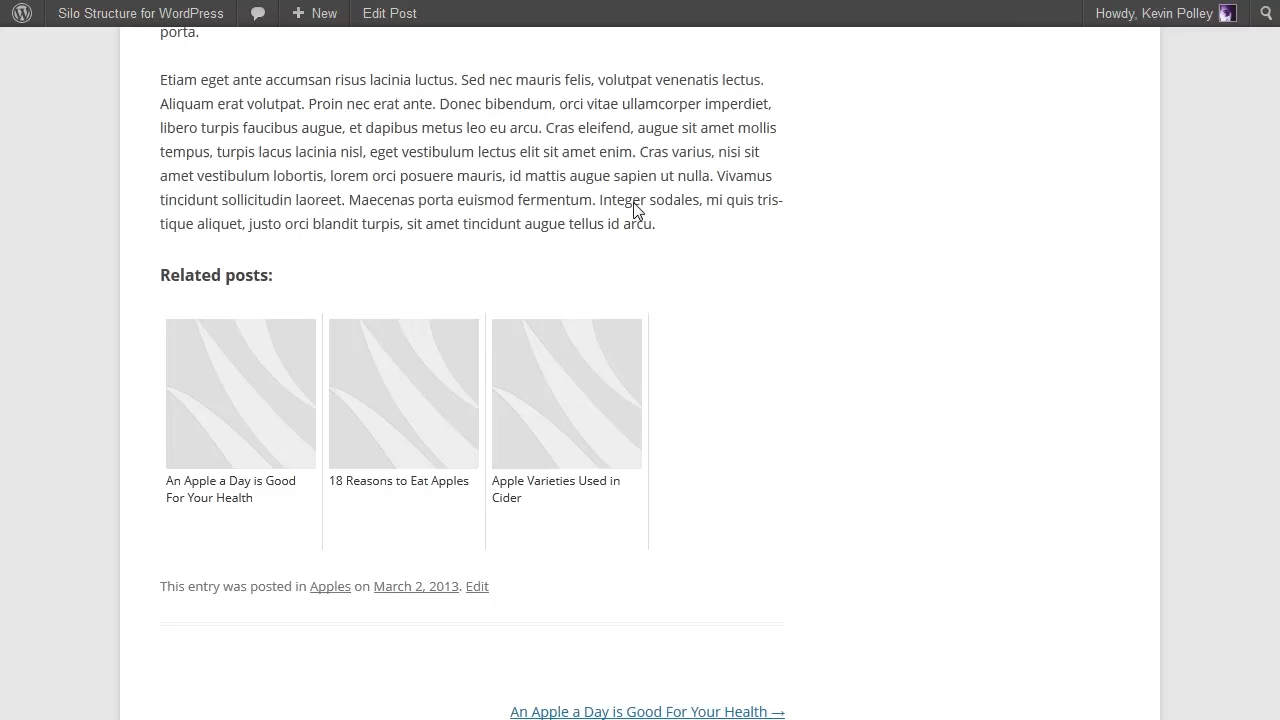 Silo Structure for WordPress New Edit Post Howdy, Kevin Polley
porta.
Etiam eget ante accumsan risus lacinia luctus. Sed nec mauris felis, volutpat venenatis lectus.
Aliquam erat volutpat. Proin nec erat ante. Donec bibendum, orci vitae ullamcorper imperdiet,
libero turpis faucibus augue, et dapibus metus leo eu arcu. Cras eleifend, augue sit amet mollis
tempus, turpis lacus lacinia nisl, eget vestibulum lectus elit sit amet enim. Cras varius, nisi sit
amet vestibulum lobortis, lorem orci posuere mauris, id mattis augue sapien ut nulla. Vivamus
tincidunt sollicitudin laoreet. Maecenas porta euismod fermentum. Integer sodales, mi quis tris-
tique aliquet, justo orci blandit turpis, sit amet tincidunt augue tellus id arcu.
Related posts:
An Apple a Day is Good
For Your Health
18 Reasons to Eat Apples
Apple Varieties Used in
Cider
This entry was posted in Apples on March 2, 2013. Edit
An Apple a Day is Good For Your Health →